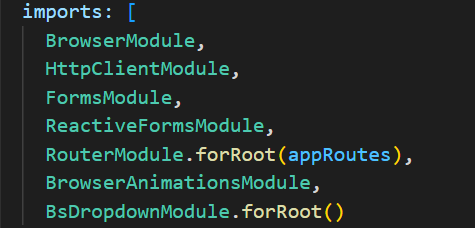 imports: [
BrowserModule,
HttpClientModule,
FormsModule,
ReactiveFormsModule,
RouterModule.forRoot(appRoutes),
BrowserAnimationsModule,
BsDropdownModule.forRoot()